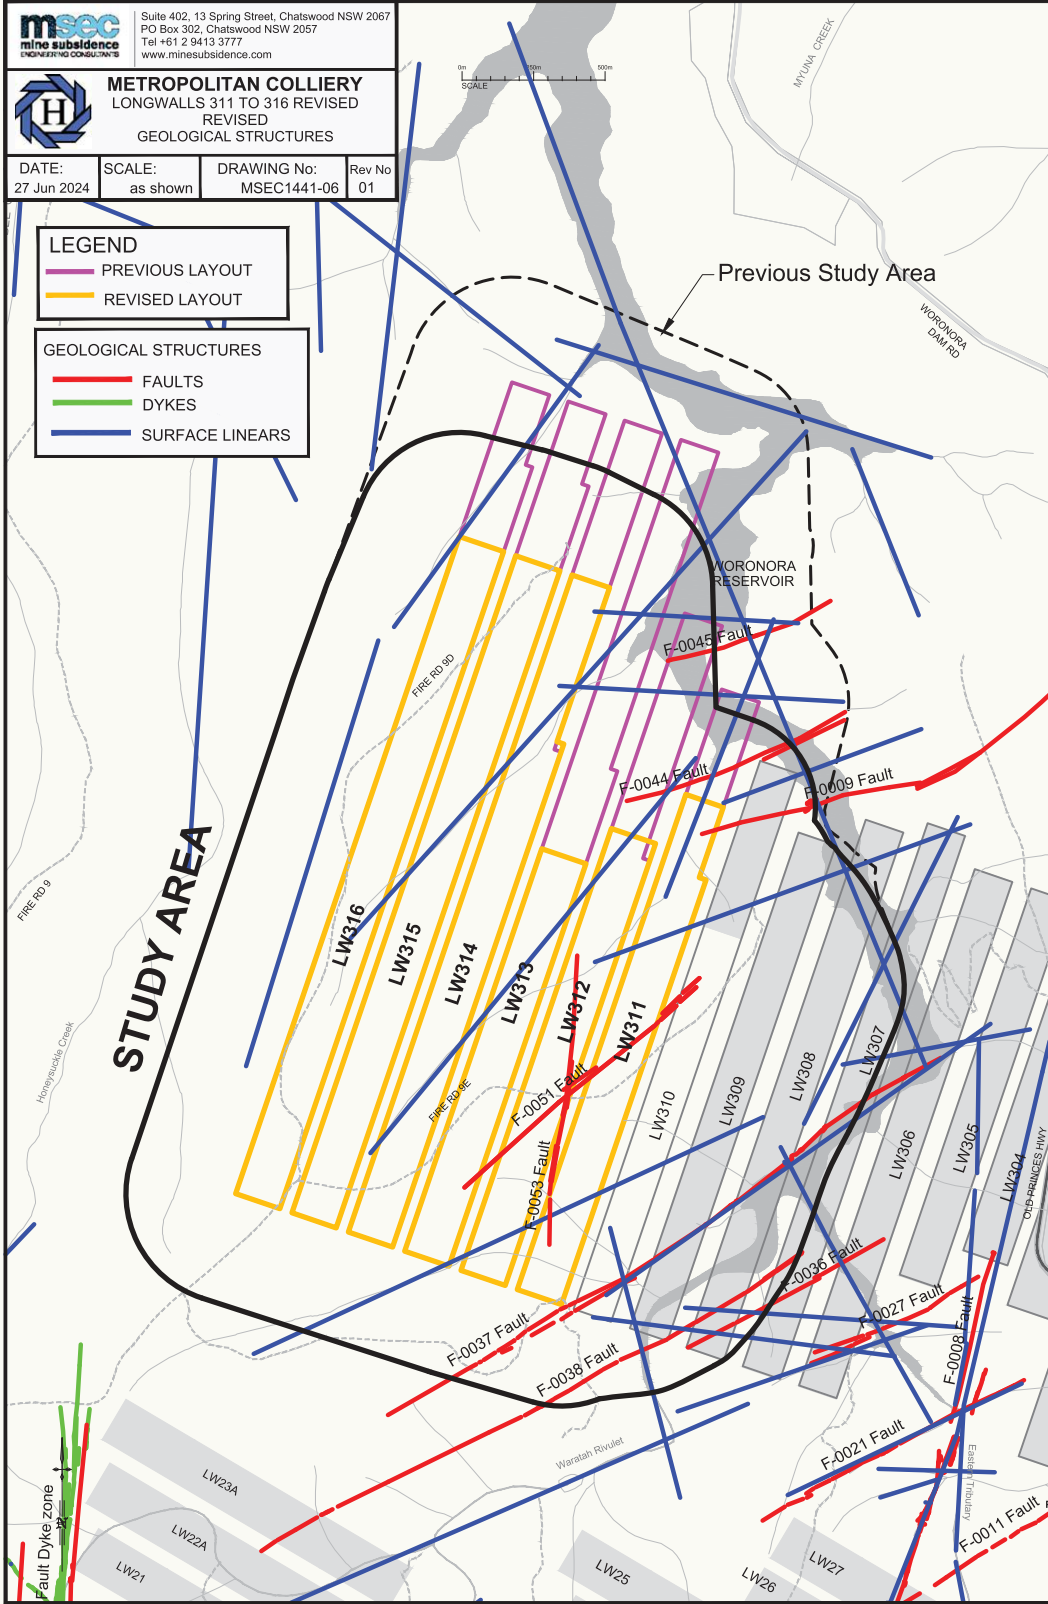 msec
mine subsidence
ENGINEERING CONSULTANTS
Suite 402, 13 Spring Street, Chatswood NSW 2067
PO Box 302, Chatswood NSW 2057
Tel +61 2 9413 3777
www.minesubsidence.com
H
METROPOLITAN COLLIERY
LONGWALLS 311 TO 316 REVISED
REVISED
GEOLOGICAL STRUCTURES
DATE:
27 Jun 2024
SCALE:
as shown
DRAWING No:
MSEC1441-06
Rev No
01
0m
250m
500m
SCALE
MYUNA CREEK
LEGEND
PREVIOUS LAYOUT
REVISED LAYOUT
GEOLOGICAL STRUCTURES
FAULTS
DYKES
SURFACE LINEARS
Previous Study Area
WORONORA
DAM RD
WORONORA
RESERVOIR
F-0045 Fault
FIRE RD 9D
F-0044 Fault
F-0009 Fault
STUDY AREA
FIRE RD 9
LW316
LW315
LW314
LW313
LW312
LW311
LW310
LW309
LW308
LW307
LW306
LW305
LW304
OLD PRINCES HWY
Honeysuckle Creek
FIRE RD 9E
F-0051 Fault
F-0053 Fault
F-0036 Fault
F-0027 Fault
F-0008 Fault
F-0037 Fault
F-0038 Fault
F-0021 Fault
F-0011 Fault
Waratah Rivulet
Eastern Tributary
Fault Dyke zone
LW23A
LW22A
LW21
LW25
LW26
LW27